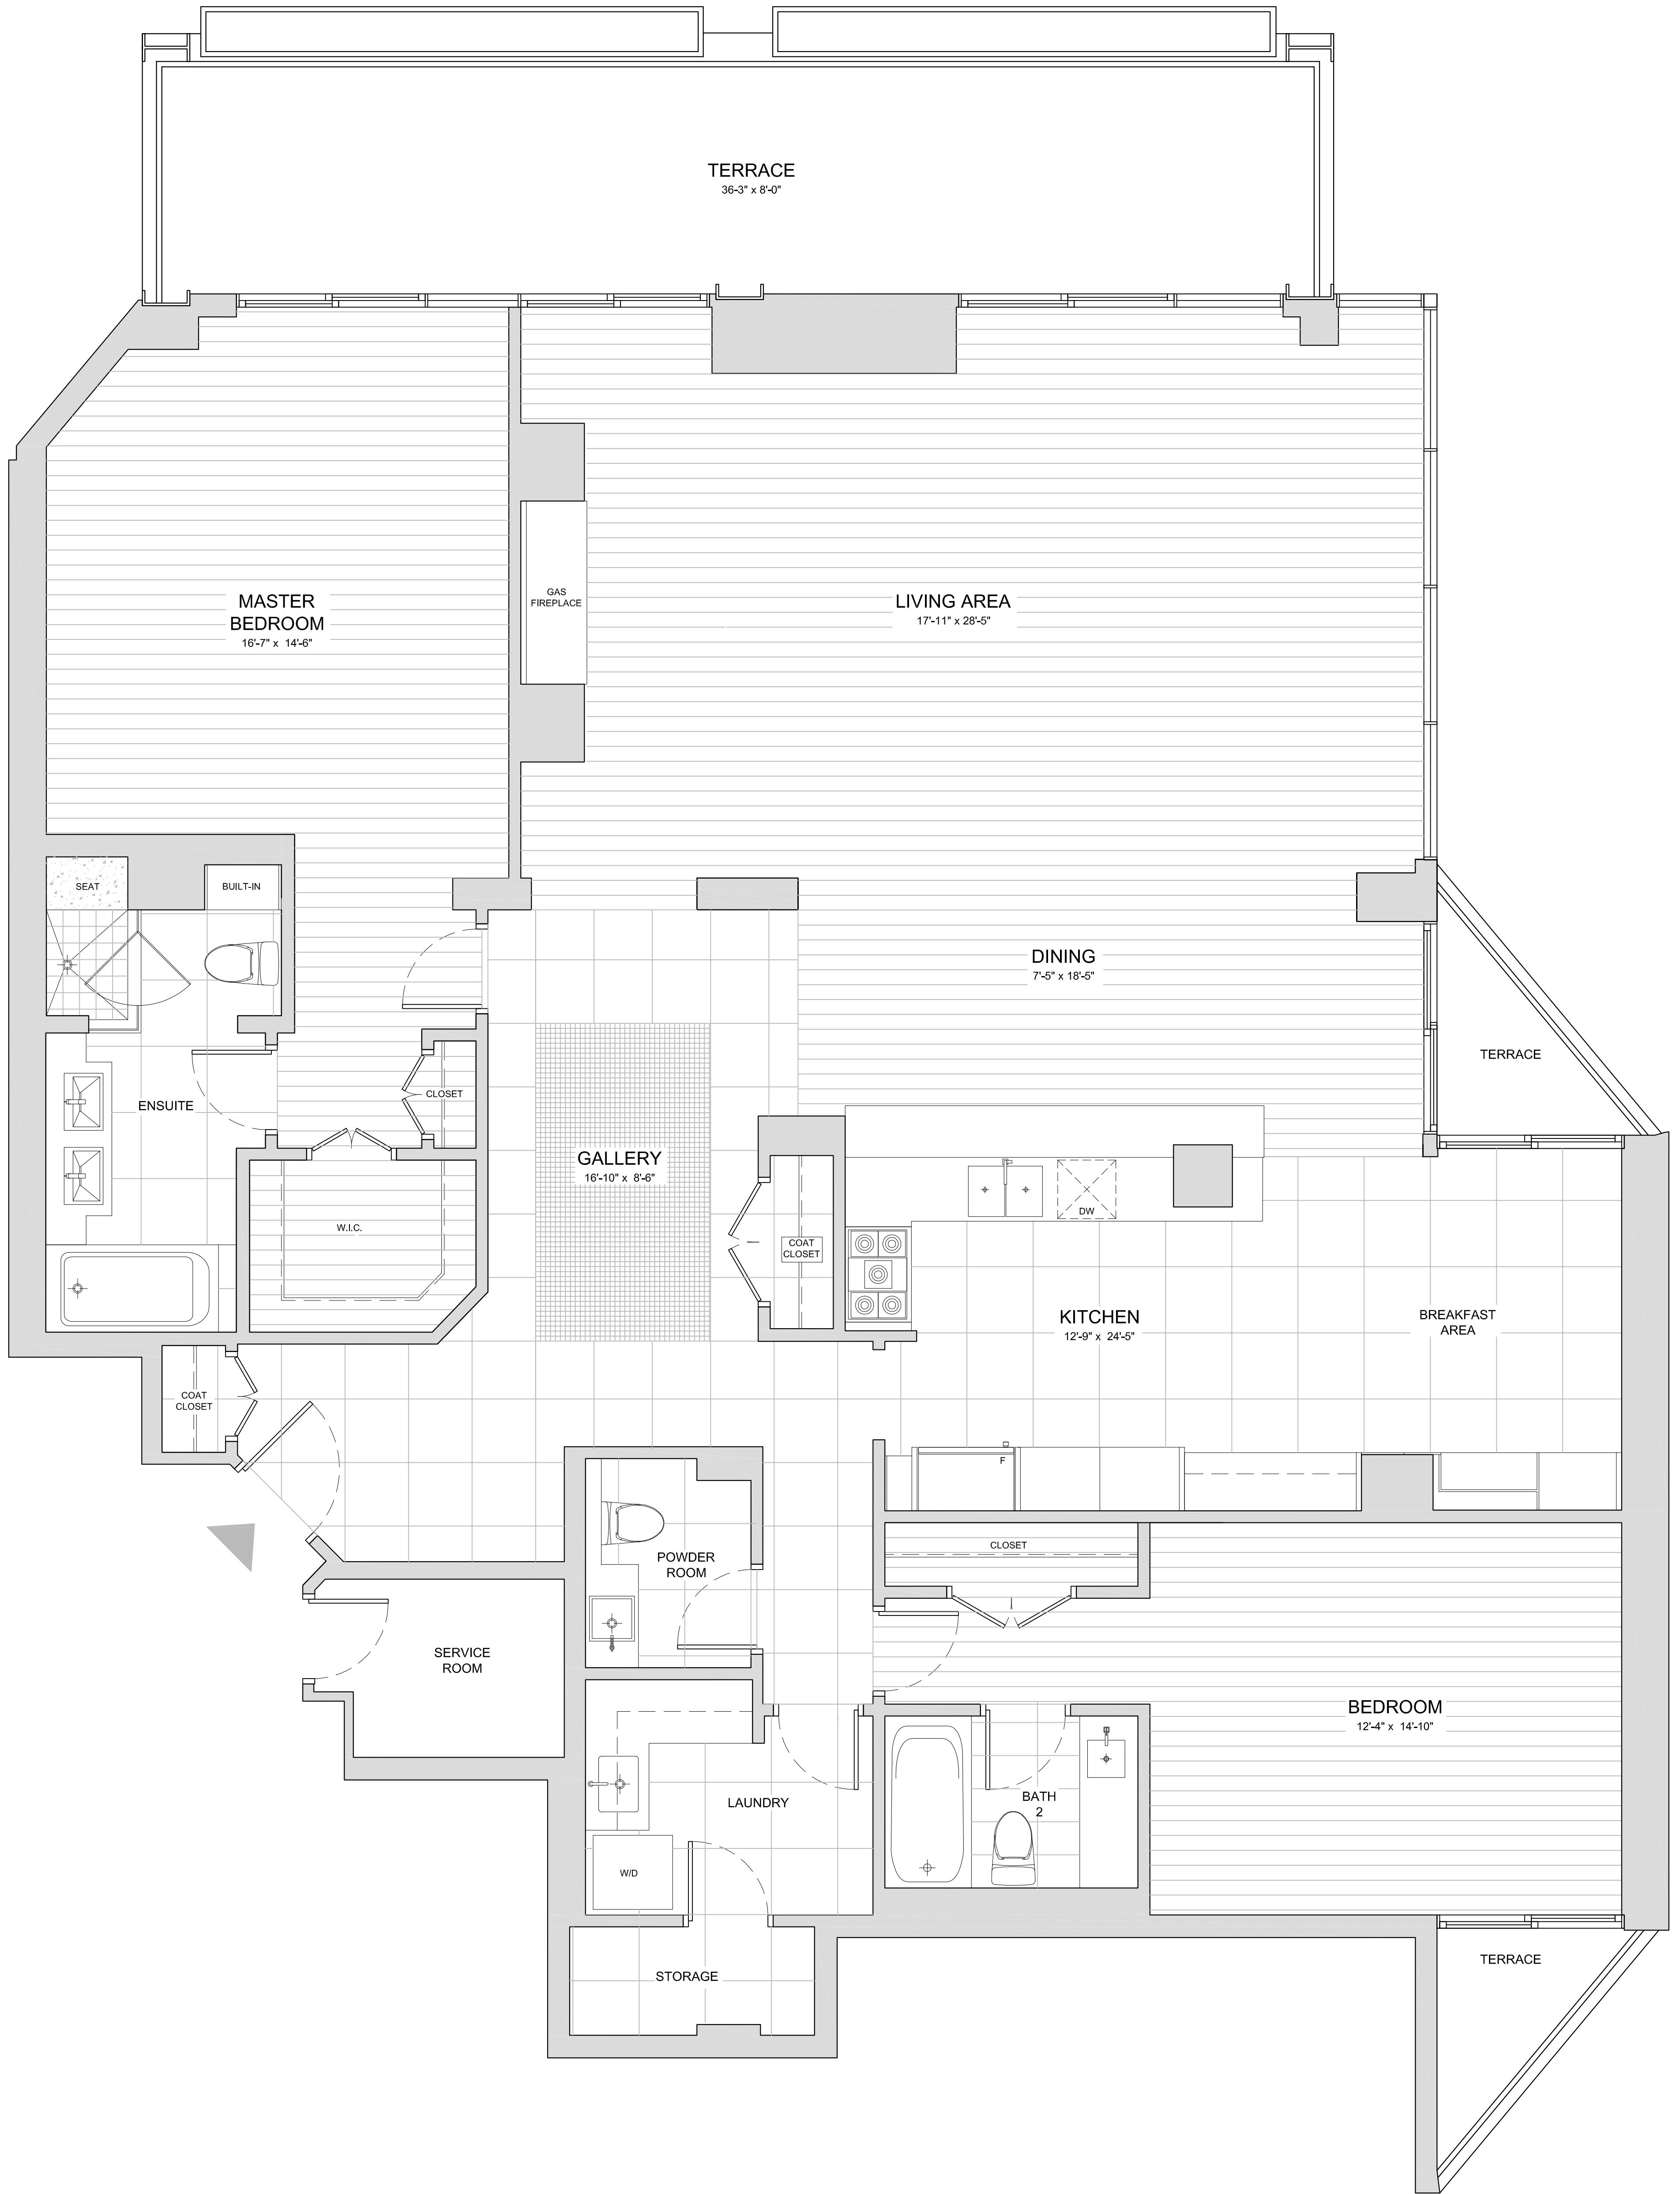 TERRACE
36-3" x 8'-0"
MASTER
BEDROOM
16'-7" x 14'-6"
GAS
FIREPLACE
LIVING AREA
17'-11" x 28'-5"
SEAT
BUILT-IN
DINING
7'-5" x 18'-5"
TERRACE
ENSUITE
CLOSET
GALLERY
16'-10" x 8'-6"
W.I.C.
COAT
CLOSET
DW
KITCHEN
12'-9" x 24'-5"
BREAKFAST
AREA
COAT
CLOSET
F
POWDER
ROOM
CLOSET
SERVICE
ROOM
BEDROOM
12'-4" x 14'-10"
LAUNDRY
BATH
2
W/D
STORAGE
TERRACE